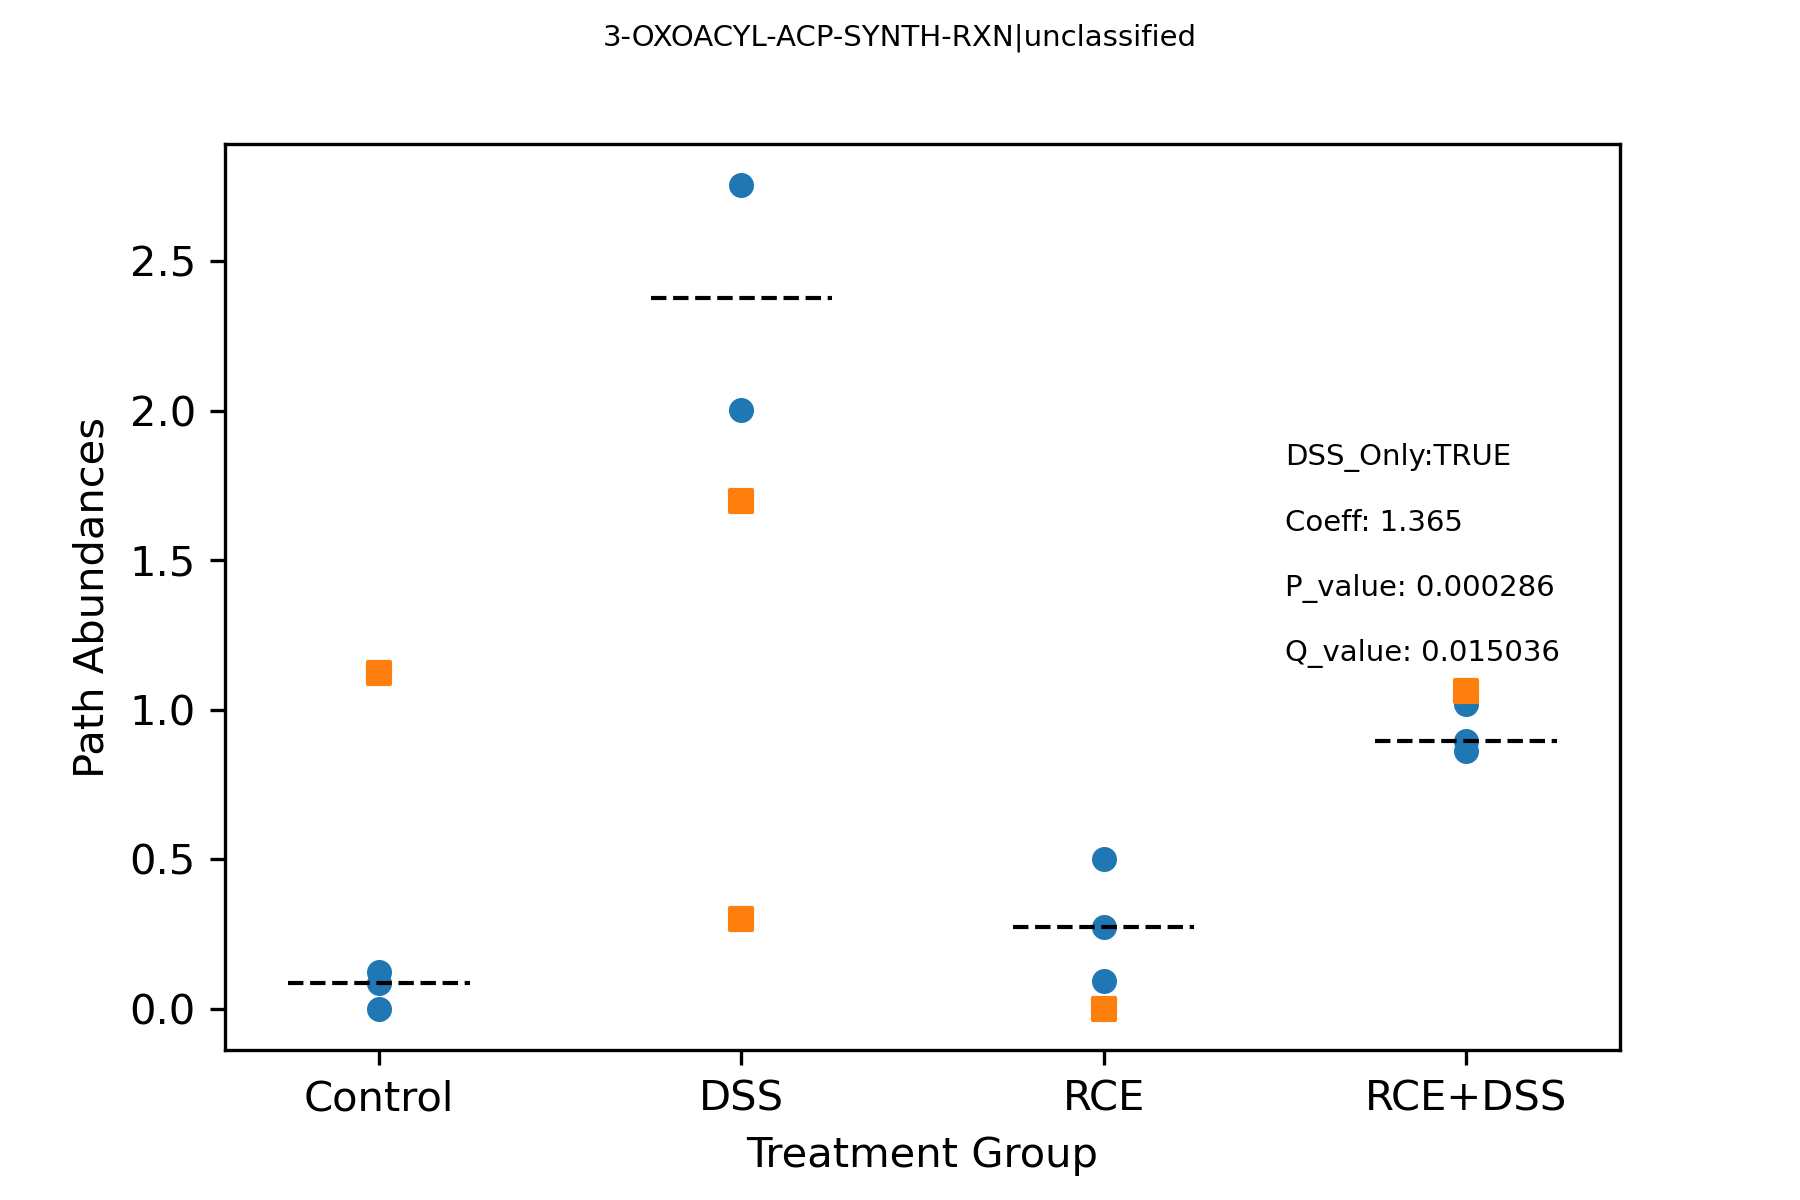 3-OXOACYL-ACP-SYNTH-RXN|unclassified
Path Abundances
2.5
2.0
1.5
1.0
0.5
0.0
DSS_Only:TRUE
Coeff: 1.365
P_value: 0.000286
Q_value: 0.015036
Control
DSS
RCE
RCE+DSS
Treatment Group